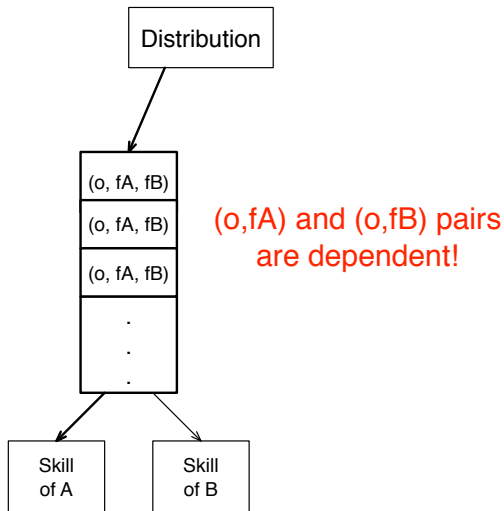 Distribution
(o, fA, fB)
(o, fA, fB)
(o, fA, fB)
.
.
.
(o,fA) and (o,fB) pairs
are dependent!
Skill
of A
Skill
of B